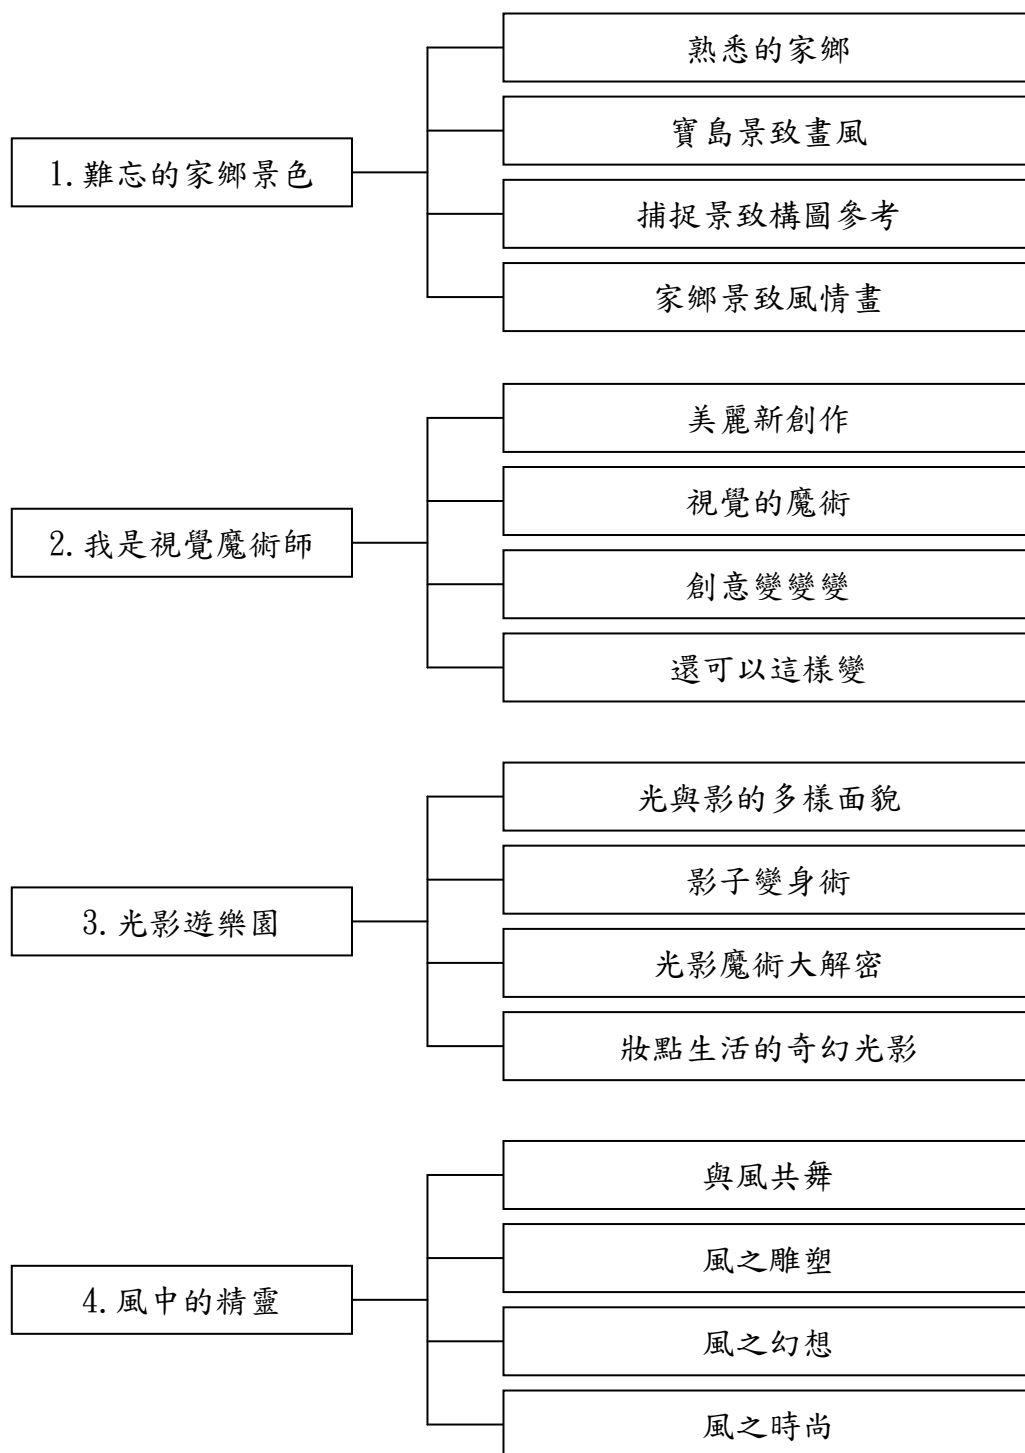 1.難忘的家鄉景色
熟悉的家鄉
寶島景致畫風
捕捉景致構圖參考
家鄉景致風情畫
2.我是視覺魔術師
美麗新創作
視覺的魔術
創意變變變
還可以這樣變
3.光影遊樂園
光與影的多樣面貌
影子變身術
光影魔術大解密
妝點生活的奇幻光影
4.風中的精靈
與風共舞
風之雕塑
風之幻想
風之時尚